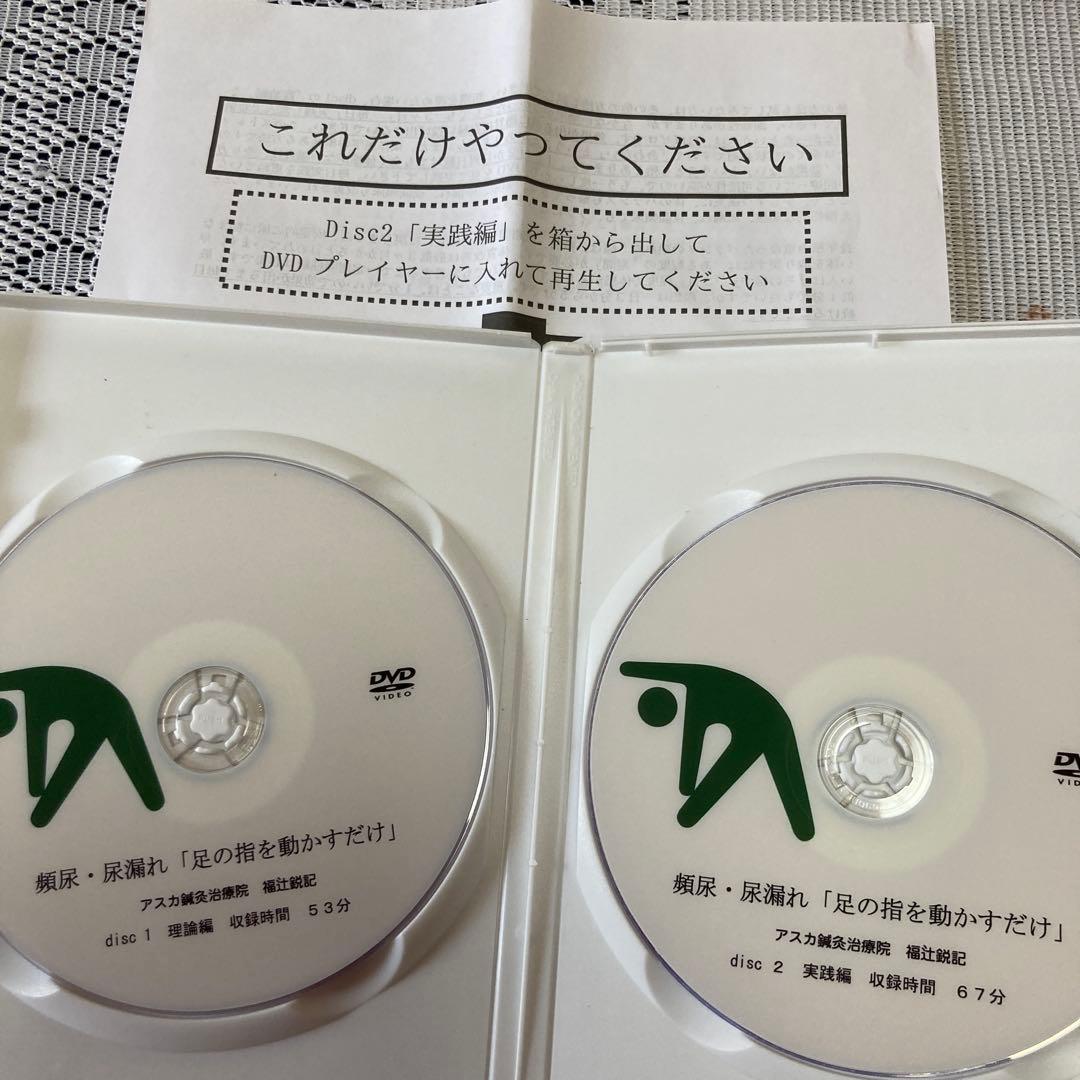 これだけやってください
Disc2「実践編」を箱から出して
DVD プレイヤーに入れて再生してください
DVD
VIDEO
頻尿・尿漏れ「足の指を動かすだけ」
アスカ鍼灸治療院 福辻鋭記
disc 1 理論編 収録時間 53分
頻尿・尿漏れ「足の指を動かすだけ」
アスカ鍼灸治療院 福辻鋭記
disc 2 実践編 収録時間 67分